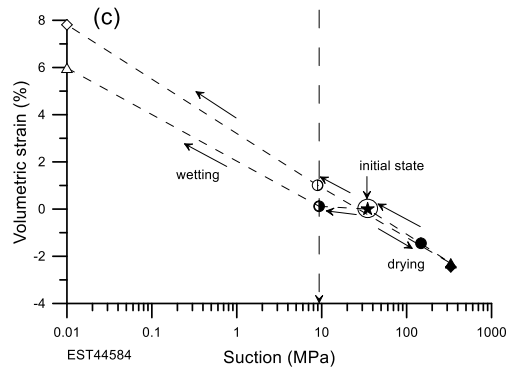 (c)
8
6
4
2
0
-2
-4
Volumetric strain (%)
initial state
wetting
drying
0.01
0.1
1
10
100
1000
EST44584
Suction (MPa)